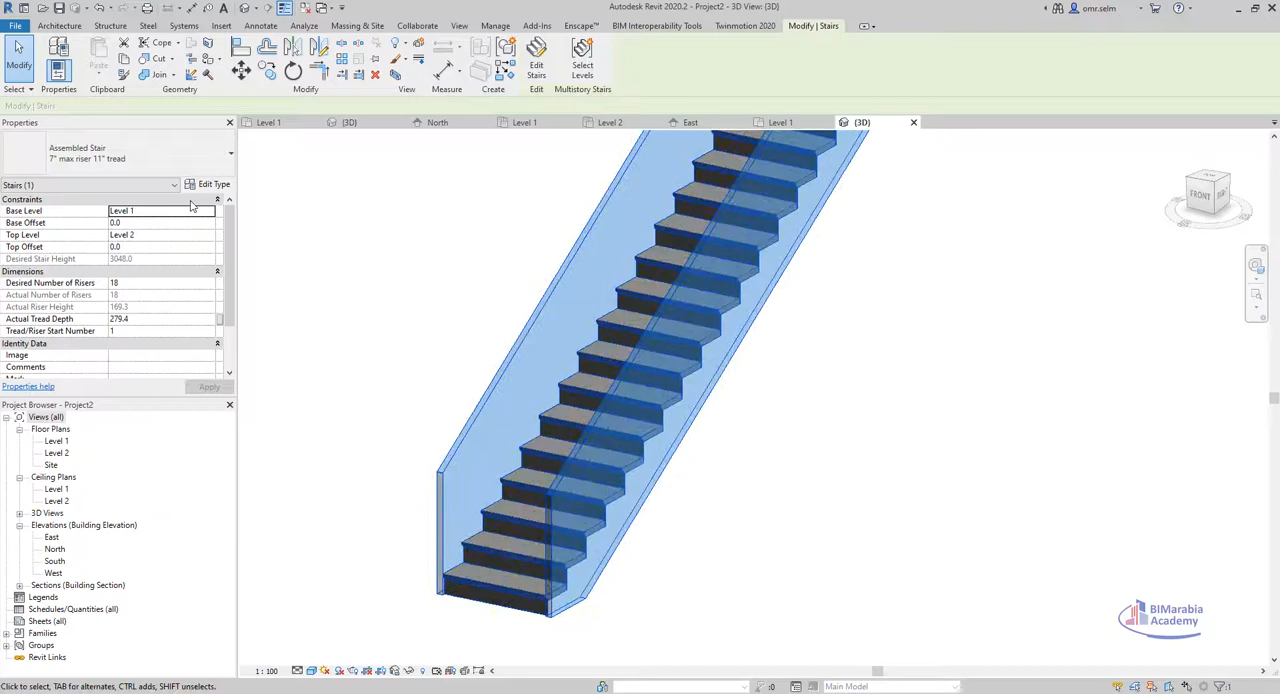 Autodesk Revit 2020.2 - Project2 - 3D View: {3D}
omr.selm
File Architecture Structure Steel Systems Insert Annotate Analyze Massing & Site Collaborate View Manage Add-Ins Enscape™ BIM Interoperability Tools Twinmotion 2020 Modify | Stairs
Modify Paste Cope Cut Join Edit Stairs Select Levels
Select Properties Clipboard Geometry Modify View Measure Create Edit Multistory Stairs
Modify | Stairs
Properties
Level 1 {3D} North Level 1 Level 2 East Level 1 {3D}
Assembled Stair
7" max riser 11" tread
Stairs (1) Edit Type
Constraints
Base Level Level 1
Base Offset 0.0
Top Level Level 2
Top Offset 0.0
Desired Stair Height 3048.0
Dimensions
Desired Number of Risers 18
Actual Number of Risers 18
Actual Riser Height 169.3
Actual Tread Depth 279.4
Tread/Riser Start Number 1
Identity Data
Image
Comments
Properties help Apply
Project Browser - Project2
Views (all)
Floor Plans
Level 1
Level 2
Site
Ceiling Plans
Level 1
Level 2
3D Views
Elevations (Building Elevation)
East
North
South
West
Sections (Building Section)
Legends
Schedules/Quantities (all)
Sheets (all)
Families
Groups
Revit Links
FRONT
BIMarabia
Academy
1 : 100
Click to select, TAB for alternates, CTRL adds, SHIFT unselects. :0 Main Model :1